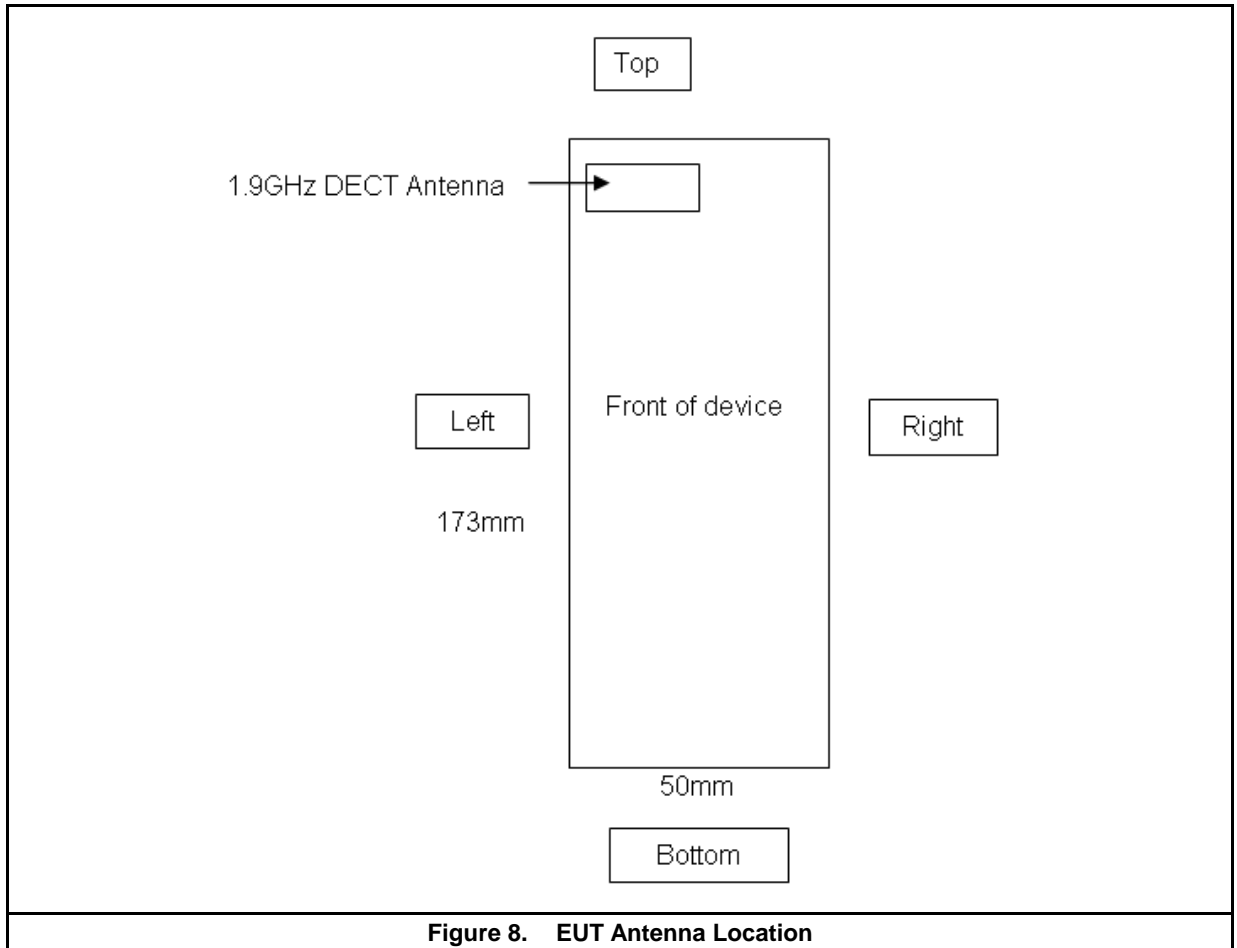 Top
1.9GHz DECT Antenna
Front of device
Left
Right
173mm
50mm
Bottom
Figure 8. EUT Antenna Location